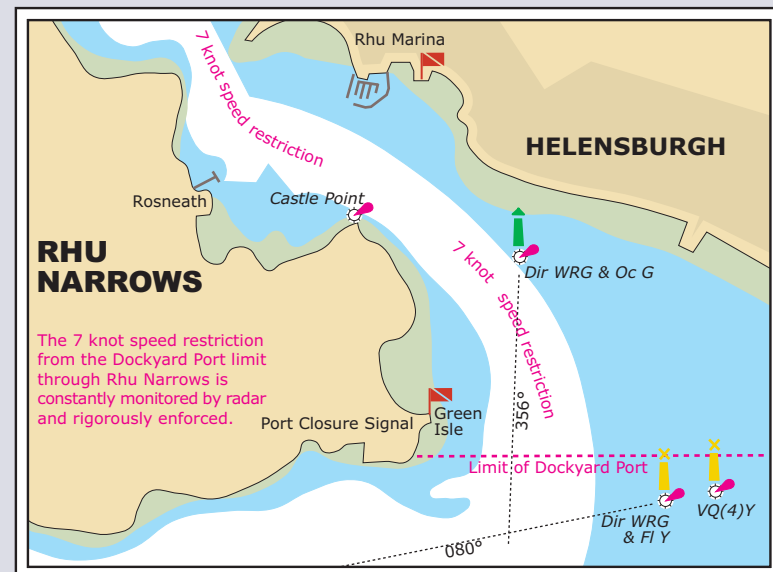 Rhu Marina
7 knot speed restriction
HELENSBURGH
Castle Point
Rosneath
RHU
NARROWS
7 knot speed restriction
Dir WRG & Oc G
The 7 knot speed restriction
from the Dockyard Port limit
through Rhu Narrows is
constantly monitored by radar
and rigorously enforced.
356°
Port Closure Signal
Green
Isle
Limit of Dockyard Port
VQ(4)Y
Dir WRG
& Fl Y
080°